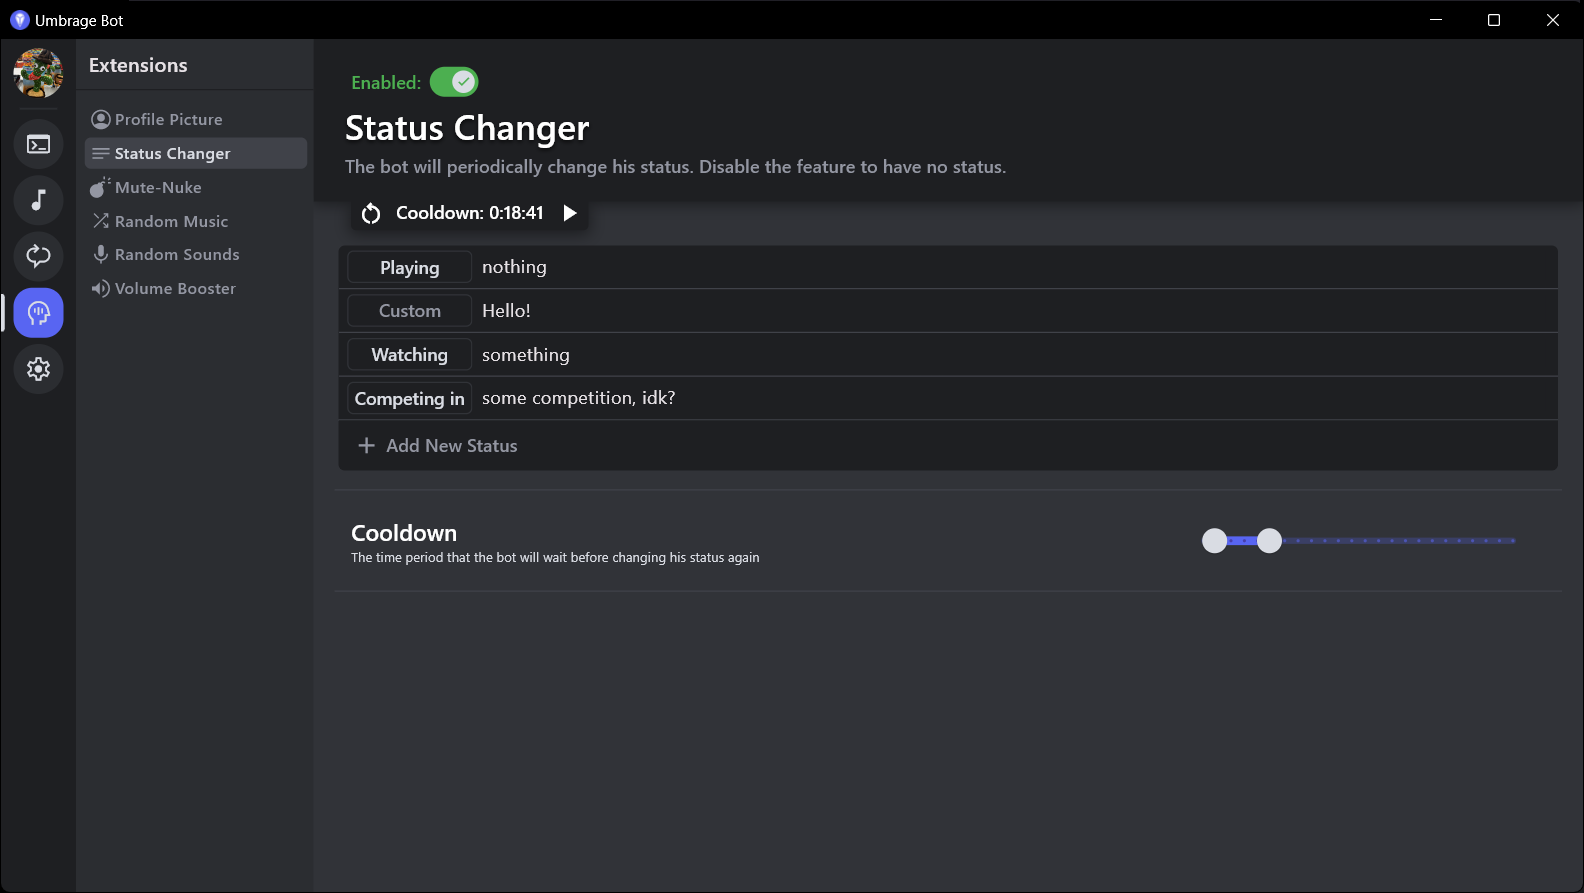 Umbrage Bot
Extensions
Profile Picture
Status Changer
Mute-Nuke
Random Music
Random Sounds
Volume Booster
Enabled:
Status Changer
The bot will periodically change his status. Disable the feature to have no status.
Cooldown: 0:18:41
Playing nothing
Custom Hello!
Watching something
Competing in some competition, idk?
Add New Status
Cooldown
The time period that the bot will wait before changing his status again